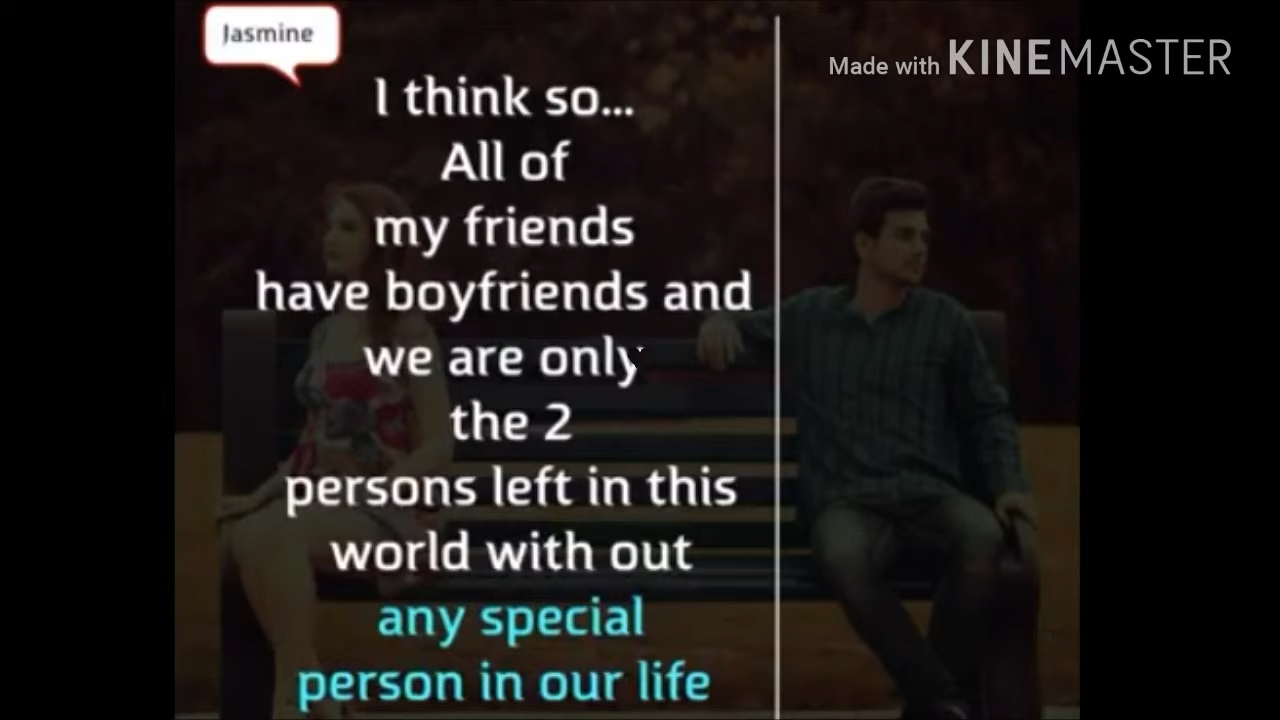 Jasmine
Made with KINEMASTER
I think so...
All of
my friends
have boyfriends and
we are only
the 2
persons left in this
world with out
any special
person in our life